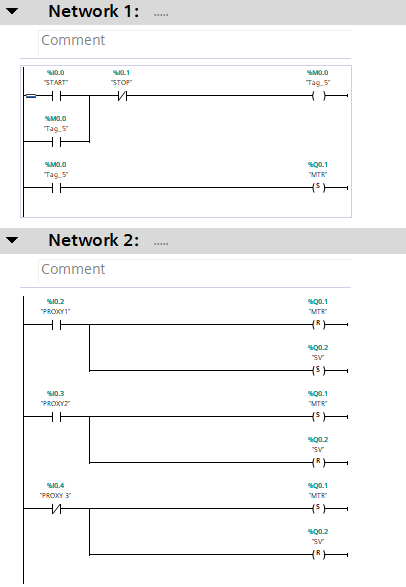 Network 1: .....
Comment
%I0.0 %I0.1 %M0.0
"START" "STOP" "Tag_5"
%M0.0
"Tag_5"
%M0.0 %Q0.1
"Tag_5" "MTR"
S
Network 2: .....
Comment
%I0.2 %Q0.1
"PROXY1" "MTR"
R
%Q0.2
"SV"
S
%I0.3 %Q0.1
"PROXY2" "MTR"
S
%Q0.2
"SV"
R
%I0.4 %Q0.1
"PROXY 3" "MTR"
S
%Q0.2
"SV"
R